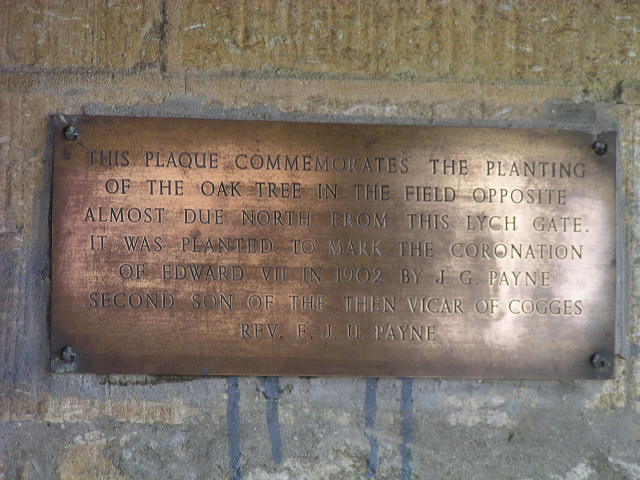 THIS PLAQUE COMMEMORATES THE PLANTING
OF THE OAK TREE IN THE FIELD OPPOSITE
ALMOST DUE NORTH FROM THIS LYCH GATE.
IT WAS PLANTED TO MARK THE CORONATION
OF EDWARD VII IN 1902 BY J. G. PAYNE
SECOND SON OF THE THEN VICAR OF COGGES
REV. E. J. U. PAYNE